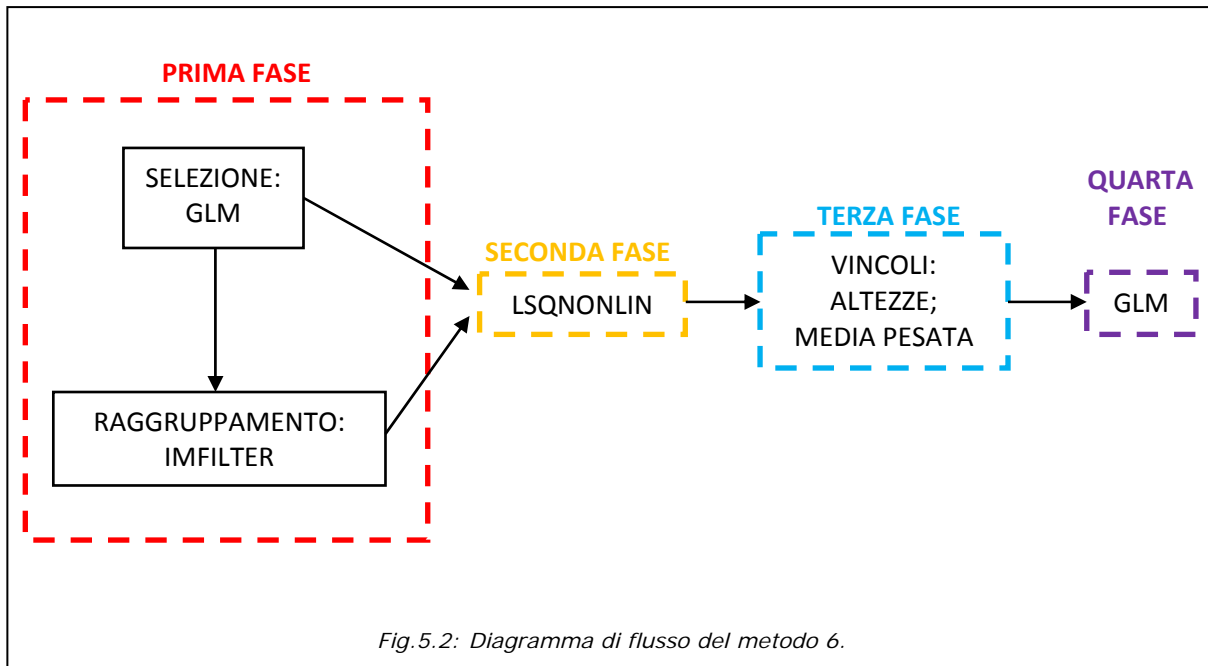 PRIMA FASE
SELEZIONE:
GLM
RAGGRUPPAMENTO:
IMFILTER
SECONDA FASE
LSQNONLIN
TERZA FASE
VINCOLI:
ALTEZZE;
MEDIA PESATA
QUARTA
FASE
GLM
Fig.5.2: Diagramma di flusso del metodo 6.